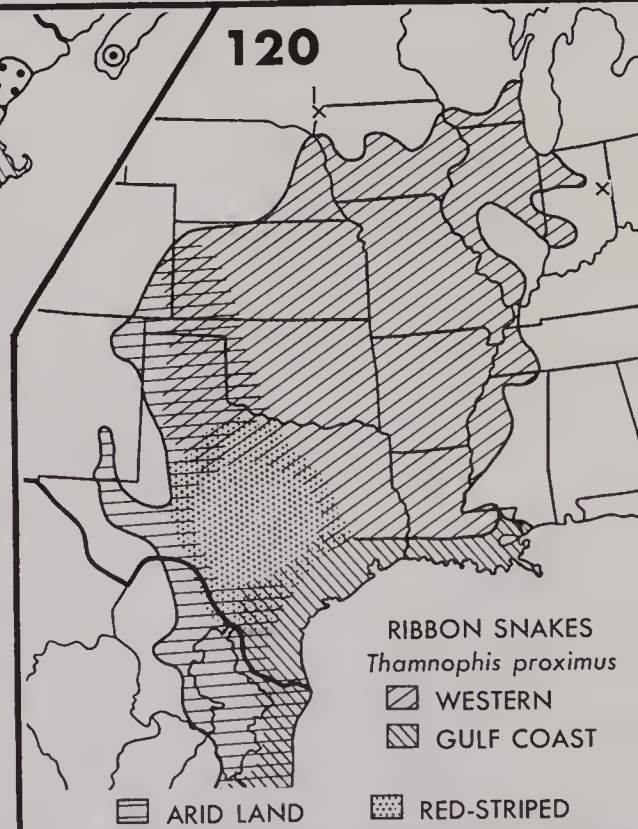 120
RIBBON SNAKES
Thamnophis proximus
WESTERN
GULF COAST
ARID LAND
RED-STRIPED